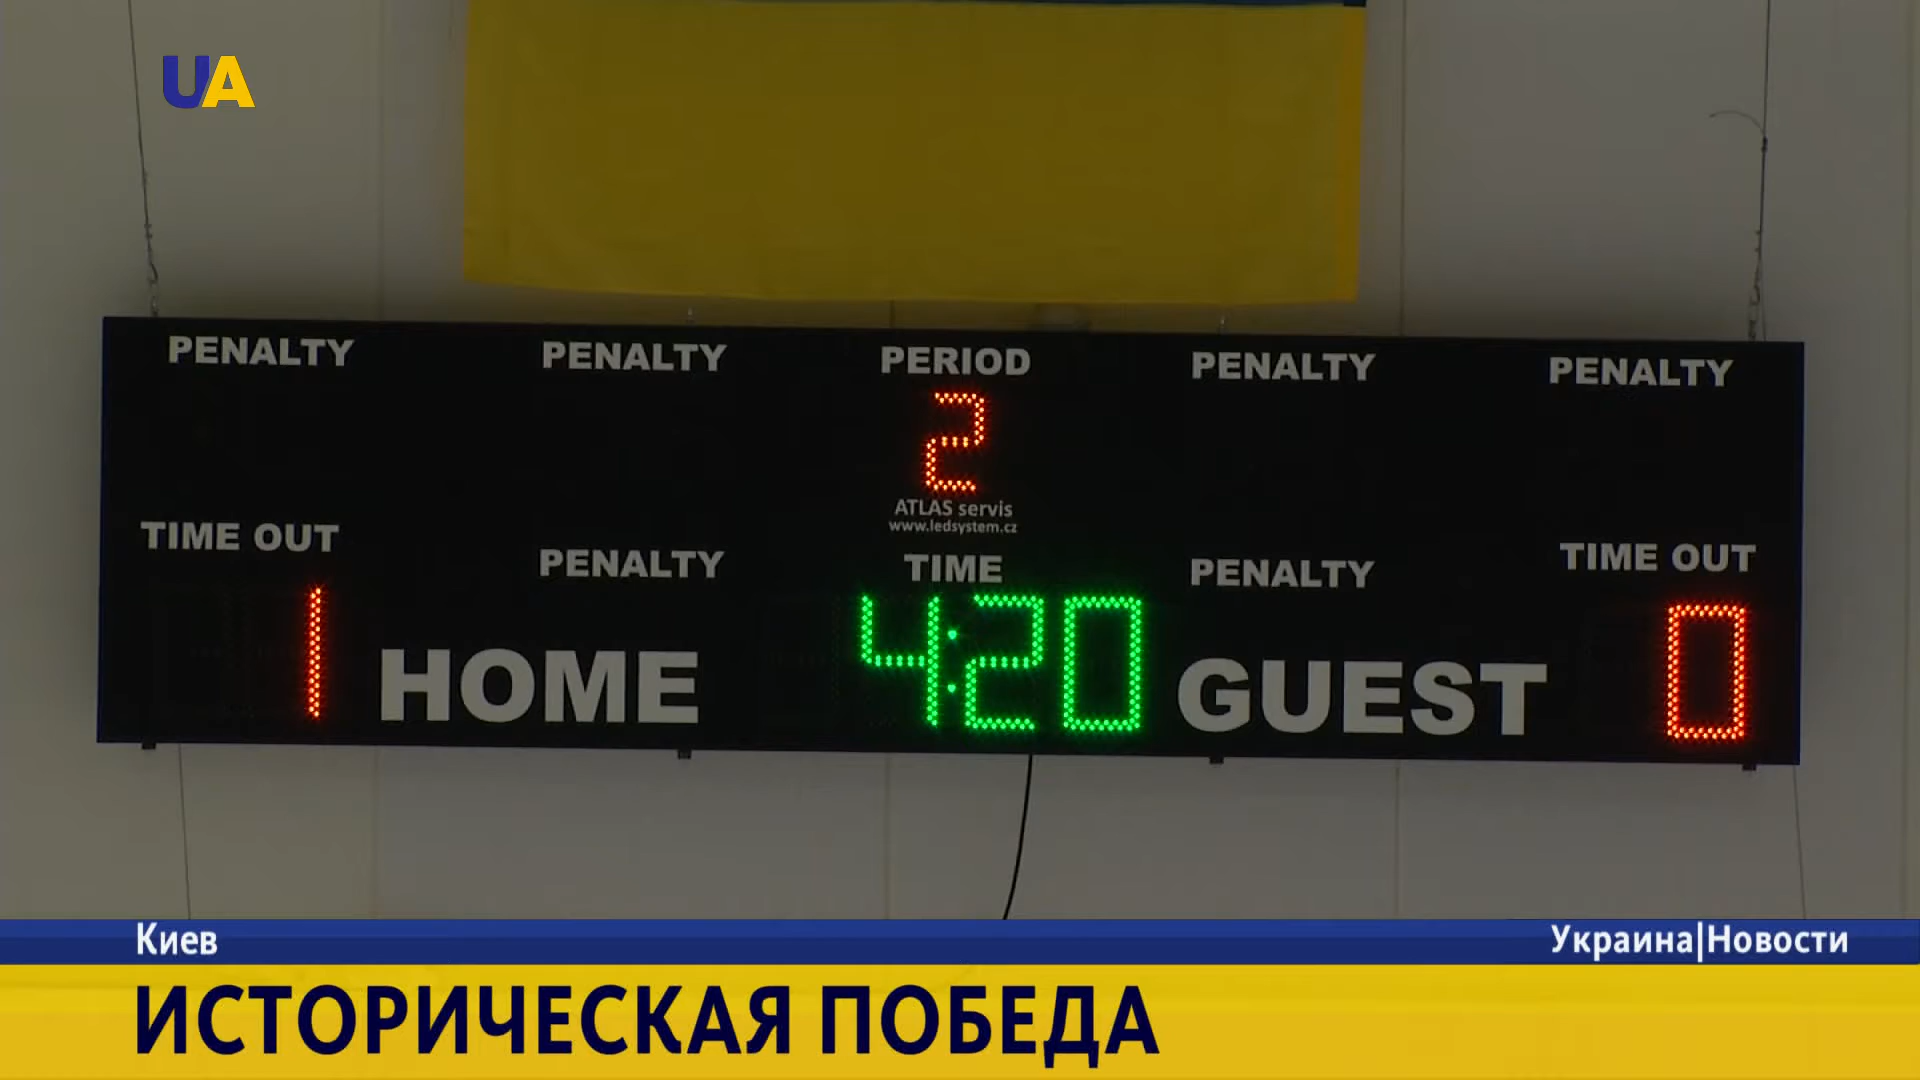 UA
PENALTY PENALTY PERIOD PENALTY PENALTY
2
ATLAS servis
www.ledsystem.cz
TIME OUT PENALTY TIME PENALTY TIME OUT
1 HOME 4:20 GUEST 0
Киев Украина|Новости
ИСТОРИЧЕСКАЯ ПОБЕДА